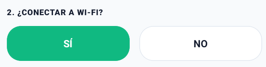 2. ¿CONECTAR A WI-FI?
SÍ NO